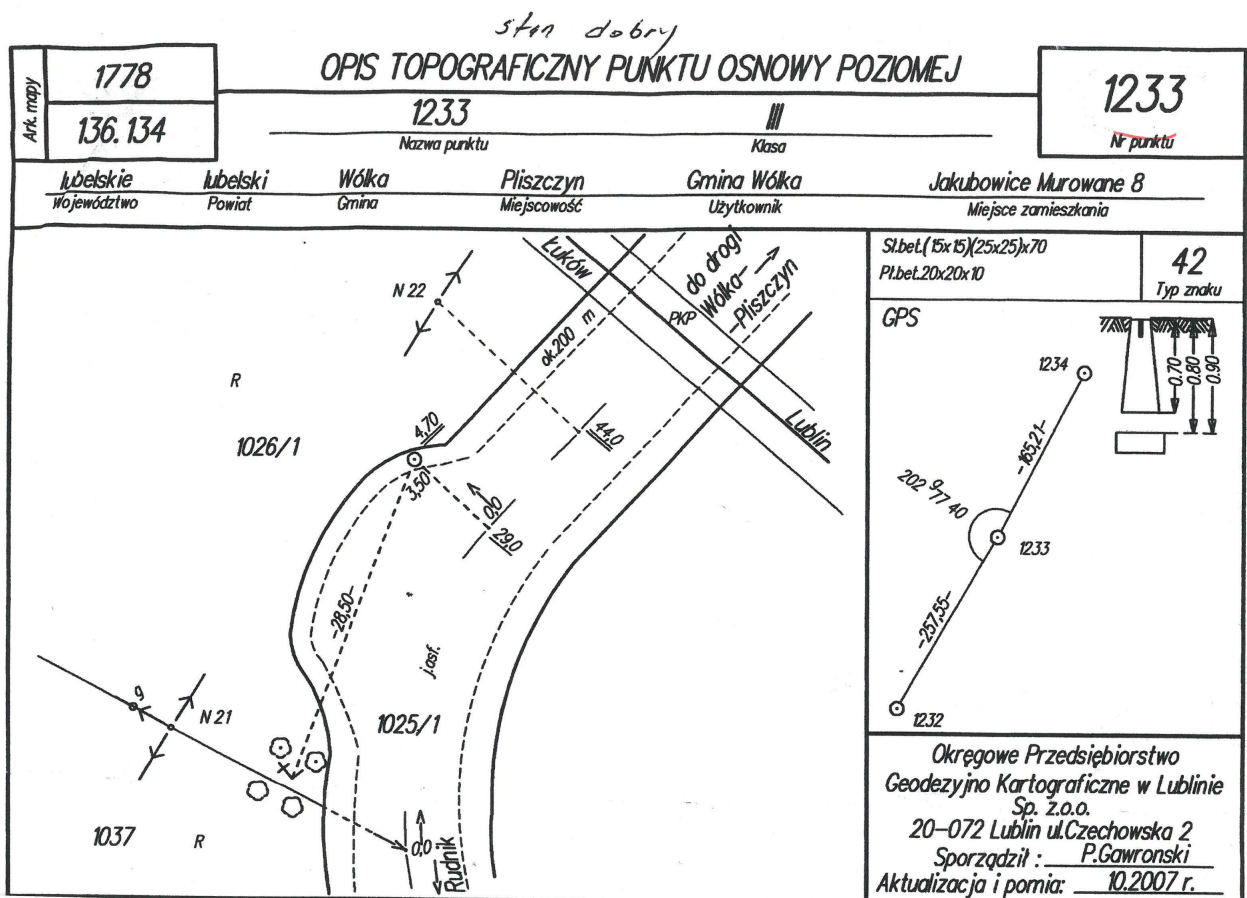 stan dobry
OPIS TOPOGRAFICZNY PUNKTU OSNOWY POZIOMEJ
Ark. mapy
1778
136.134
1233
Nazwa punktu
III
Klasa
1233
Nr punktu
lubelskie
Województwo
lubelski
Powiat
Wólka
Gmina
Pliszczyn
Miejscowość
Gmina Wólka
Użytkownik
Jakubowice Murowane 8
Miejsce zamieszkania
Łuków
do drogi
Wólka-
-Pliszczyn
PKP
ok.200 m
Lublin
N 22
R
1026/1
4,70
44.0
3,50
0,0
29.0
-28,50-
j.asf.
9
N 21
1025/1
1037
R
0,0
Rudnik
Sł.bet.(15x15)(25x25)x70
Pł.bet.20x20x10
42
Typ znaku
GPS
1234
0.70
0.80
0.90
-165,21-
202 g 77 40
1233
-257,55-
1232
Okręgowe Przedsiębiorstwo
Geodezyjno Kartograficzne w Lublinie
Sp. z.o.o.
20-072 Lublin ul.Czechowska 2
Sporządził : P.Gawronski
Aktualizacja i pomia: 10.2007 r.